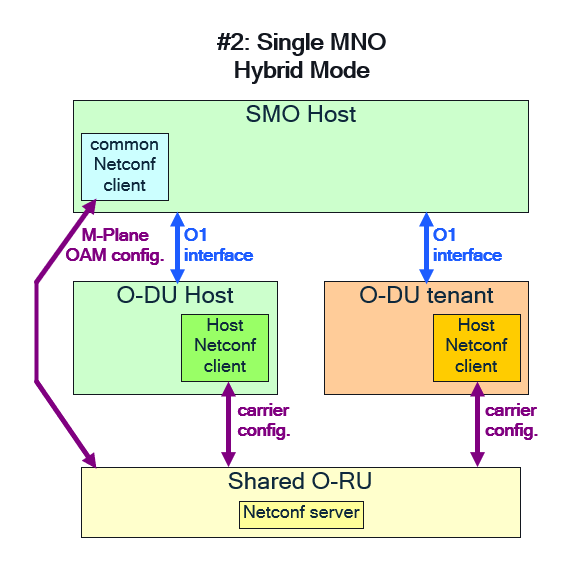 #2: Single MNO
Hybrid Mode
SMO Host
common
Netconf
client
M-Plane
OAM config.
O1
interface
O1
interface
O-DU Host
Host
Netconf
client
O-DU tenant
Host
Netconf
client
carrier
config.
carrier
config.
Shared O-RU
Netconf server